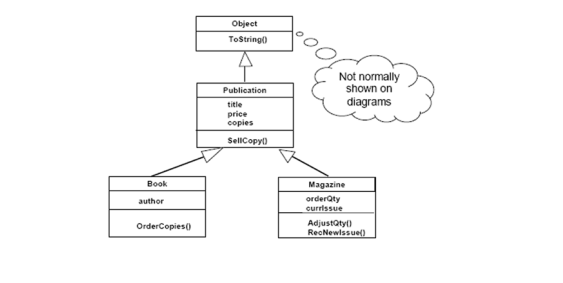 Object
ToString()
Not normally
shown on
diagrams
Publication
title
price
copies
SellCopy()
Book
author
OrderCopies()
Magazine
orderQty
currIssue
AdjustQty()
RecNewIssue()